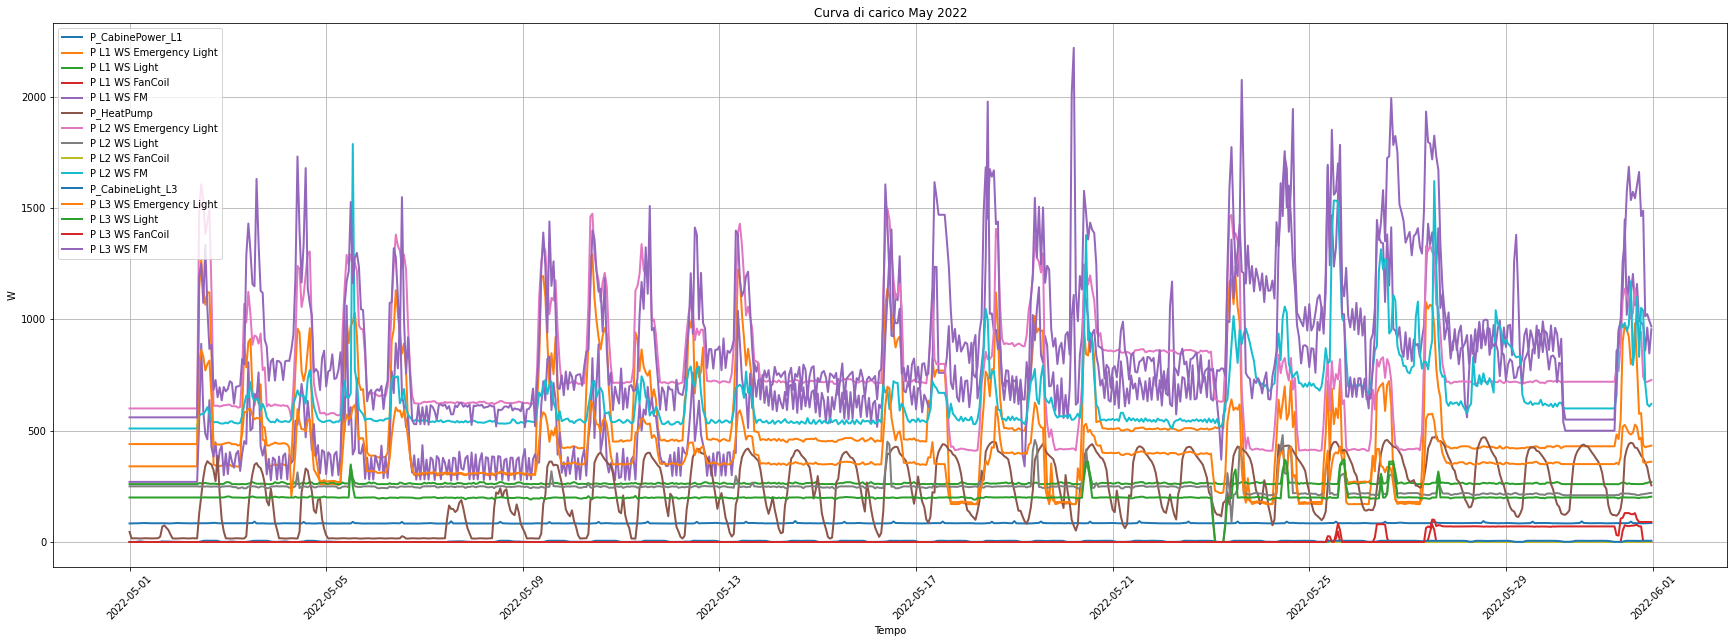 Curva di carico May 2022
P_CabinePower_L1
P L1 WS Emergency Light
P L1 WS Light
P L1 WS FanCoil
P L1 WS FM
P_HeatPump
P L2 WS Emergency Light
P L2 WS Light
P L2 WS FanCoil
P L2 WS FM
P_CabineLight_L3
P L3 WS Emergency Light
P L3 WS Light
P L3 WS FanCoil
P L3 WS FM
W
2000
1500
1000
500
0
2022-05-01
2022-05-05
2022-05-09
2022-05-13
2022-05-17
2022-05-21
2022-05-25
2022-05-29
2022-06-01
Tempo